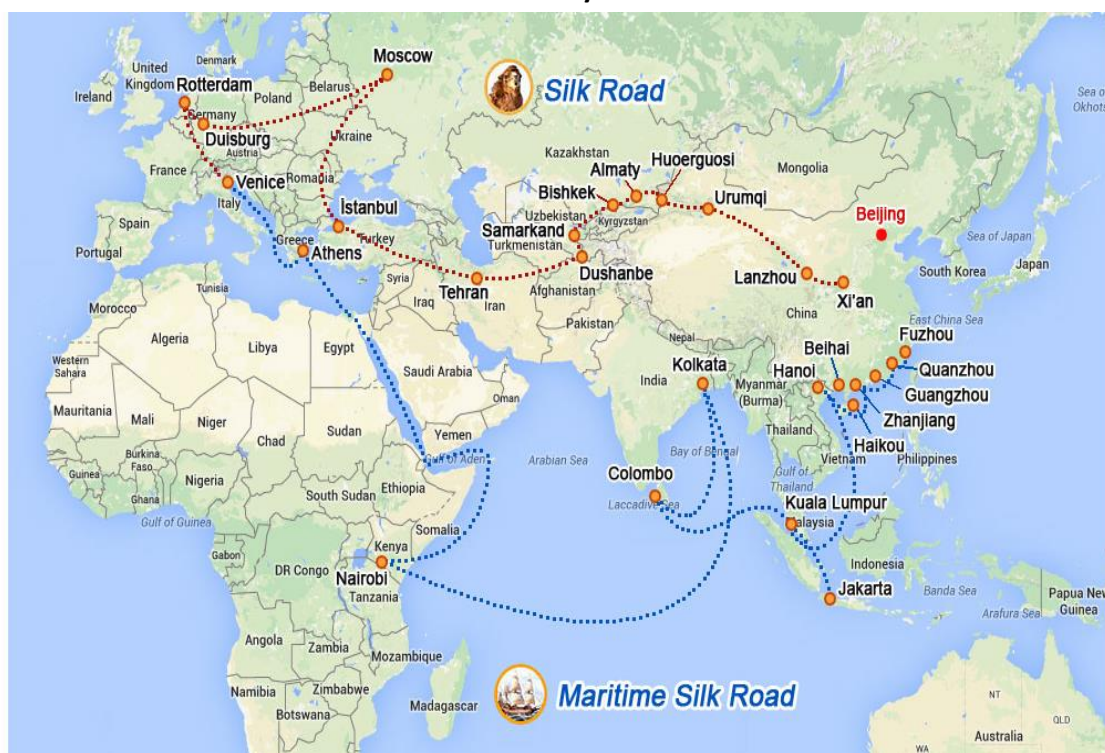 Moscow
United
Kingdom
Denmark
Ireland
Rotterdam
Belarus
Poland
Germany
Duisburg
Ukraine
Austria
France
Romania
Venice
Italy
Spain
Portugal
İstanbul
Greece
Turkey
Athens
Silk Road
Kazakhstan
Mongolia
Huoerguosi
Almaty
Bishkek
Urumqi
Uzbekistan
Kyrgyzstan
Samarkand
Turkmenistan
Dushanbe
Beijing
Sea of
Okhots
Sea of Japan
South Korea
Japan
Lanzhou
Xi'an
China
East China Sea
Tehran
Iran
Afghanistan
Syria
Iraq
Tunisia
Morocco
Algeria
Libya
Egypt
Western
Sahara
Saudi Arabia
Oman
Pakistan
Nepal
India
Kolkata
Myanmar
(Burma)
Hanoi
Beihai
Fuzhou
Quanzhou
Guangzhou
Zhanjiang
Haikou
Thailand
Vietnam
Philippines
Mauritania
Mali
Niger
Chad
Sudan
Yemen
Gulf of Aden
Arabian Sea
Bay of Bengal
Burkina
Faso
Guinea
Ghana
Nigeria
Gulf of Guinea
South Sudan
Ethiopia
Somalia
Colombo
Laccadive Sea
Gulf of
Thailand
Kuala Lumpur
Malaysia
Indonesia
Gabon
DR Congo
Kenya
Nairobi
Tanzania
Jakarta
Banda Sea
Arafura Sea
Papua New
Guinea
Angola
Zambia
Mozambique
Namibia
Zimbabwe
Botswana
Madagascar
Maritime Silk Road
NT
QLD
Australia
WA